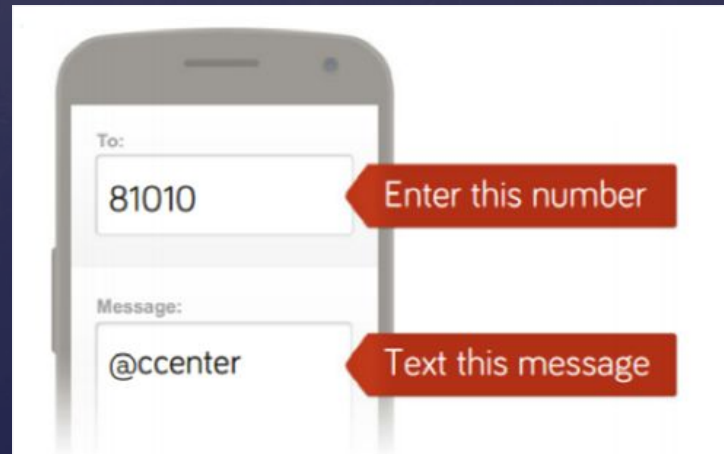 To:
81010
Enter this number
Message:
@ccenter
Text this message